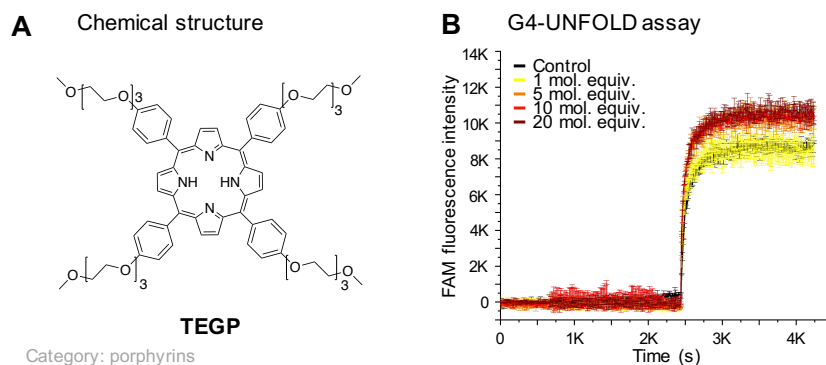 A Chemical structure
O O 3 O O 3
O O
N
NH HN
N
O O
O O 3 O O 3
TEGP
Category: porphyrins
B G4-UNFOLD assay
FAM fluorescence intensity
14K
12K
10K
8K
6K
4K
2K
0
Control
1 mol. equiv.
5 mol. equiv.
10 mol. equiv.
20 mol. equiv.
0 1K 2K 3K 4K
Time (s)